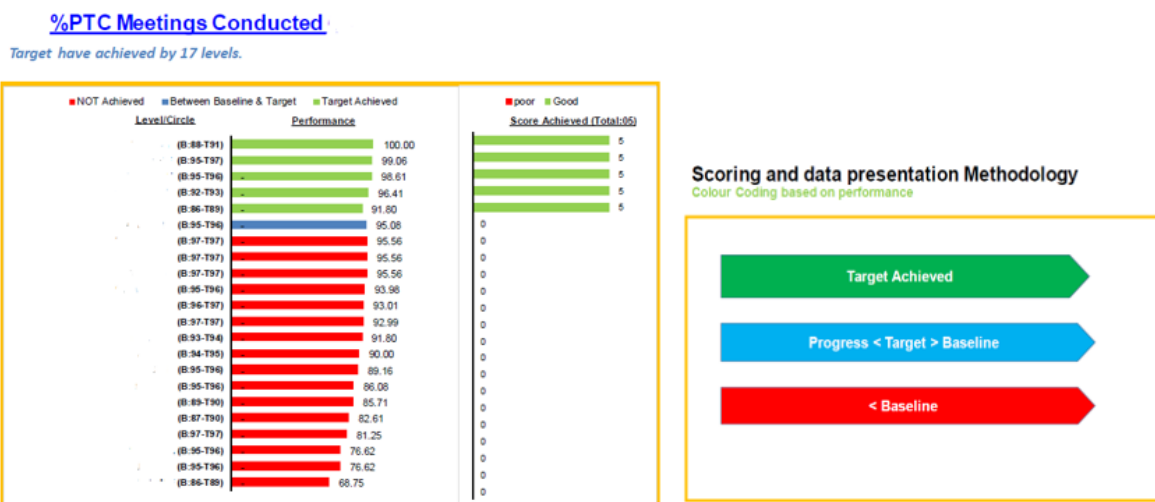 %PTC Meetings Conducted
Target have achieved by 17 levels.
NOT Achieved Between Baseline & Target Target Achieved
poor Good
Level/Circle Performance
Score Achieved (Total:05)
(B:88-T91) 100.00 5
(B:95-T97) 99.06 5
(B:95-T96) 98.61 5
(B:92-T93) 96.41 5
(B:86-T89) 91.80 5
(B:95-T96) 95.08 0
(B:97-T97) 95.56 0
(B:97-T97) 95.56 0
(B:97-T97) 95.56 0
(B:95-T96) 93.98 0
(B:96-T97) 93.01 0
(B:97-T97) 92.99 0
(B:93-T94) 91.80 0
(B:94-T95) 90.00 0
(B:95-T96) 89.16 0
(B:95-T96) 86.08 0
(B:89-T90) 85.71 0
(B:87-T90) 82.61 0
(B:97-T97) 81.25 0
(B:95-T96) 76.62 0
(B:95-T96) 76.62 0
(B:86-T89) 68.75 0
Scoring and data presentation Methodology
Colour Coding based on performance
Target Achieved
Progress < Target > Baseline
< Baseline